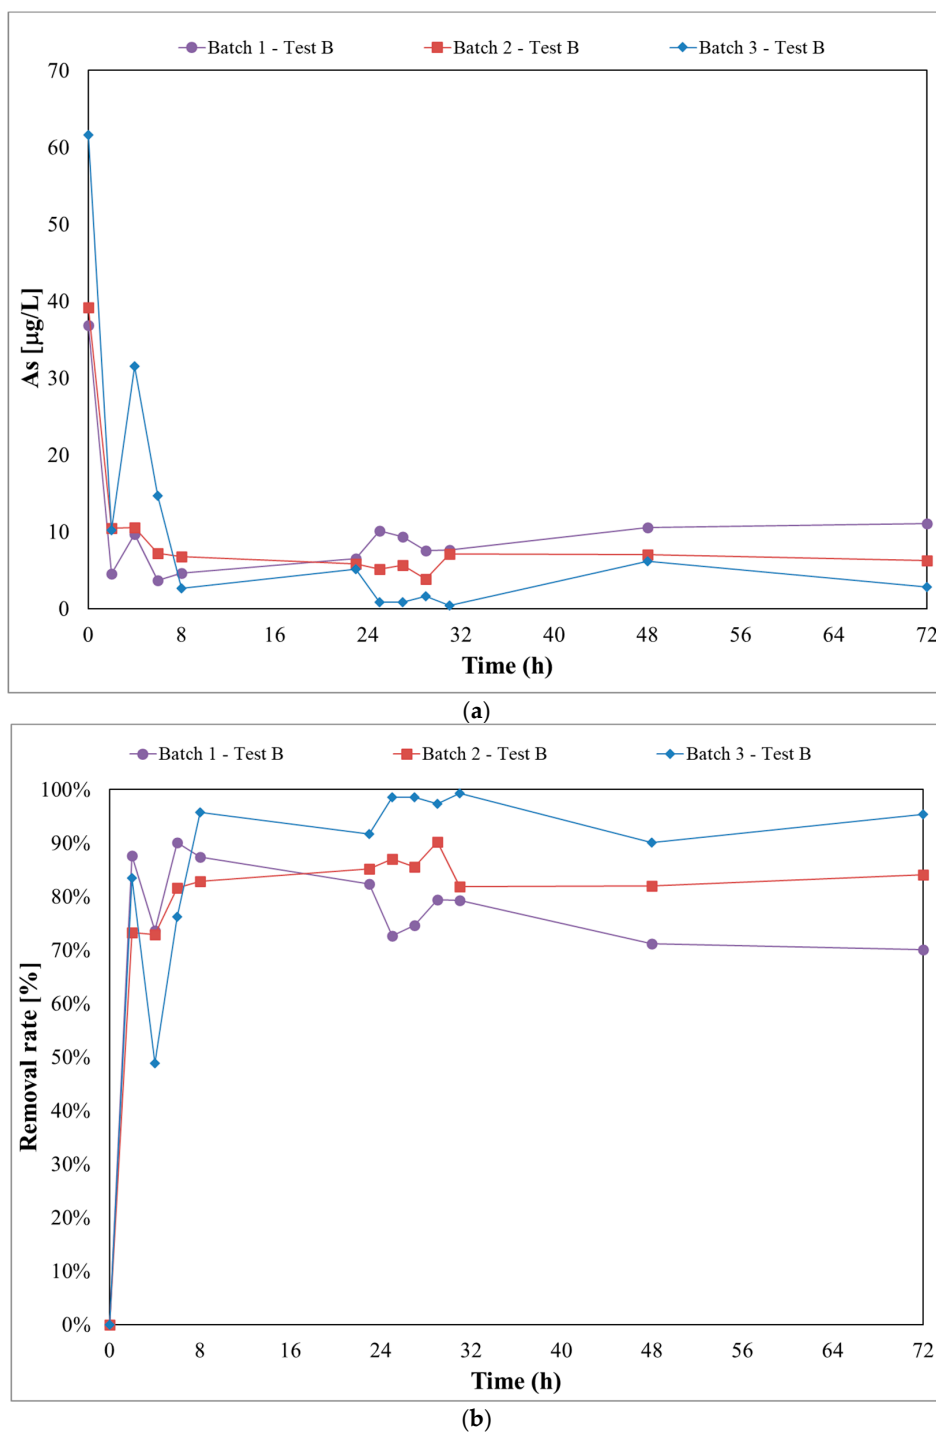 Batch 1 - Test B Batch 2 - Test B Batch 3 - Test B
70
60
50
40
30
20
10
0
As [µg/L]
0 8 16 24 32 40 48 56 64 72
Time (h)
(a)
Batch 1 - Test B Batch 2 - Test B Batch 3 - Test B
100%
90%
80%
70%
60%
50%
40%
30%
20%
10%
0%
Removal rate [%]
0 8 16 24 32 40 48 56 64 72
Time (h)
(b)